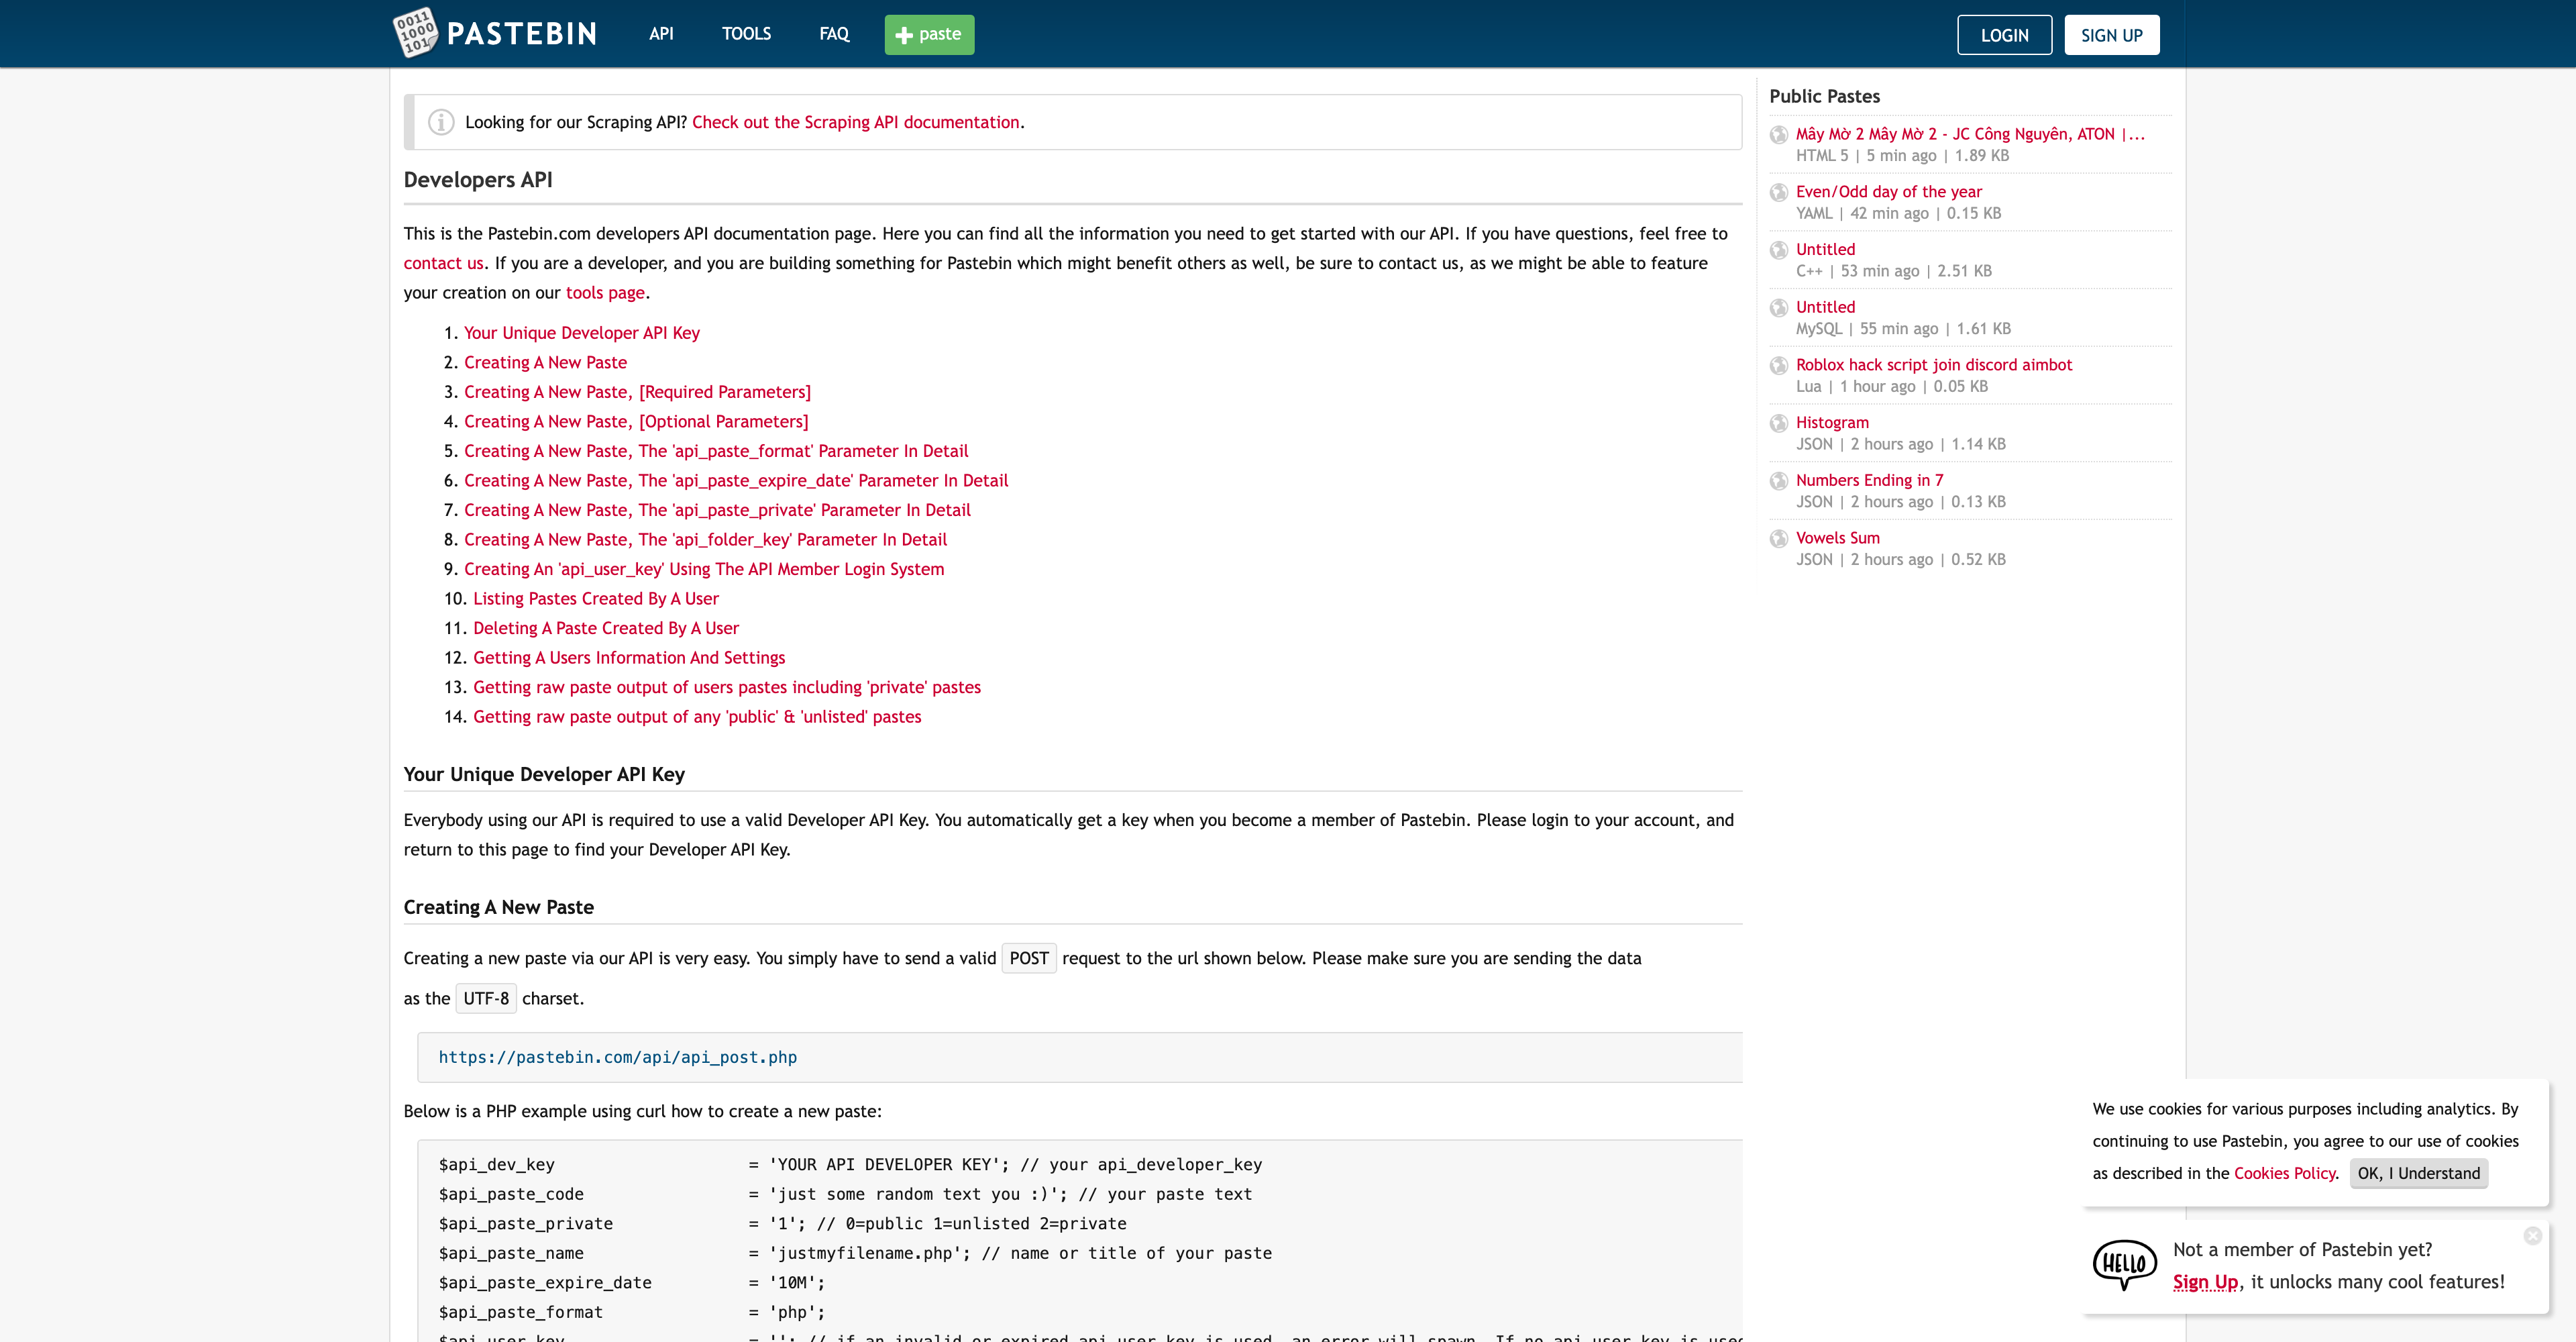 0011
1000
101
PASTEBIN
API
TOOLS
FAQ
paste
LOGIN
SIGN UP
Looking for our Scraping API? Check out the Scraping API documentation.
Developers API
This is the Pastebin.com developers API documentation page. Here you can find all the information you need to get started with our API. If you have questions, feel free to
contact us. If you are a developer, and you are building something for Pastebin which might benefit others as well, be sure to contact us, as we might be able to feature
your creation on our tools page.
1. Your Unique Developer API Key
2. Creating A New Paste
3. Creating A New Paste, [Required Parameters]
4. Creating A New Paste, [Optional Parameters]
5. Creating A New Paste, The 'api_paste_format' Parameter In Detail
6. Creating A New Paste, The 'api_paste_expire_date' Parameter In Detail
7. Creating A New Paste, The 'api_paste_private' Parameter In Detail
8. Creating A New Paste, The 'api_folder_key' Parameter In Detail
9. Creating An 'api_user_key' Using The API Member Login System
10. Listing Pastes Created By A User
11. Deleting A Paste Created By A User
12. Getting A Users Information And Settings
13. Getting raw paste output of users pastes including 'private' pastes
14. Getting raw paste output of any 'public' & 'unlisted' pastes
Your Unique Developer API Key
Everybody using our API is required to use a valid Developer API Key. You automatically get a key when you become a member of Pastebin. Please login to your account, and
return to this page to find your Developer API Key.
Creating A New Paste
Creating a new paste via our API is very easy. You simply have to send a valid POST request to the url shown below. Please make sure you are sending the data
as the UTF-8 charset.
https://pastebin.com/api/api_post.php
Below is a PHP example using curl how to create a new paste:
$api_dev_key = 'YOUR API DEVELOPER KEY'; // your api_developer_key
$api_paste_code = 'just some random text you :)'; // your paste text
$api_paste_private = '1'; // 0=public 1=unlisted 2=private
$api_paste_name = 'justmyfilename.php'; // name or title of your paste
$api_paste_expire_date = '10M';
$api_paste_format = 'php';
$api_user_key = ''; // if an invalid or expired api_user_key is used, an error will spawn. If no api_user_key is used
Public Pastes
Mây Mờ 2 Mây Mờ 2 - JC Công Nguyên, ATON |...
HTML 5 | 5 min ago | 1.89 KB
Even/Odd day of the year
YAML | 42 min ago | 0.15 KB
Untitled
C++ | 53 min ago | 2.51 KB
Untitled
MySQL | 55 min ago | 1.61 KB
Roblox hack script join discord aimbot
Lua | 1 hour ago | 0.05 KB
Histogram
JSON | 2 hours ago | 1.14 KB
Numbers Ending in 7
JSON | 2 hours ago | 0.13 KB
Vowels Sum
JSON | 2 hours ago | 0.52 KB
We use cookies for various purposes including analytics. By
continuing to use Pastebin, you agree to our use of cookies
as described in the Cookies Policy. OK, I Understand
HELLO
Not a member of Pastebin yet?
Sign Up, it unlocks many cool features!